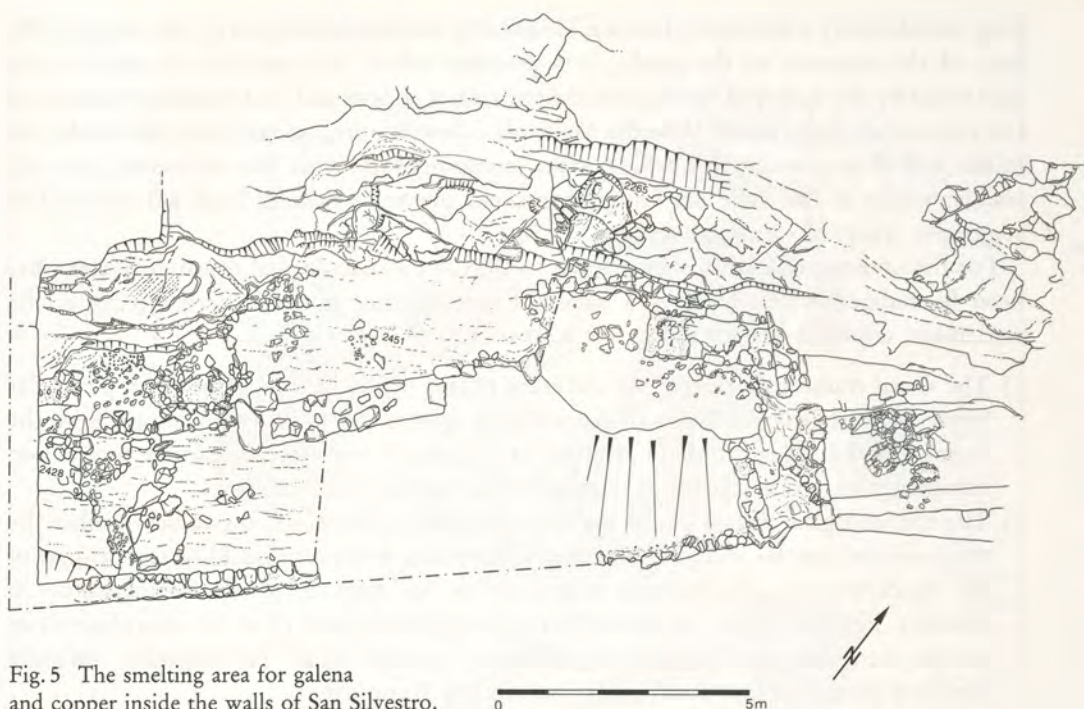 2265
2451
2428
N
Fig. 5 The smelting area for galena
and copper inside the walls of San Silvestro.
0 5m